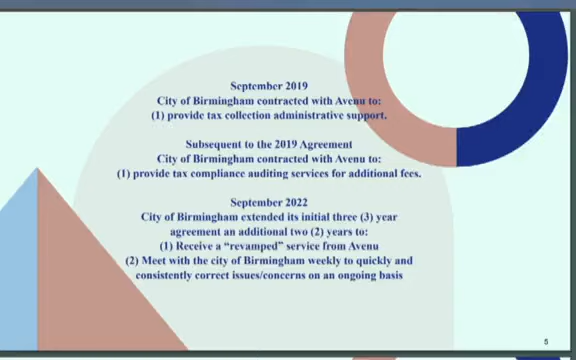 September 2019
City of Birmingham contracted with Avenu to:
(1) provide tax collection administrative support.
Subsequent to the 2019 Agreement
City of Birmingham contracted with Avenu to:
(1) provide tax compliance auditing services for additional fees.
September 2022
City of Birmingham extended its initial three (3) year
agreement an additional two (2) years to:
(1) Receive a “revamped” service from Avenu
(2) Meet with the city of Birmingham weekly to quickly and
consistently correct issues/concerns on an ongoing basis
5